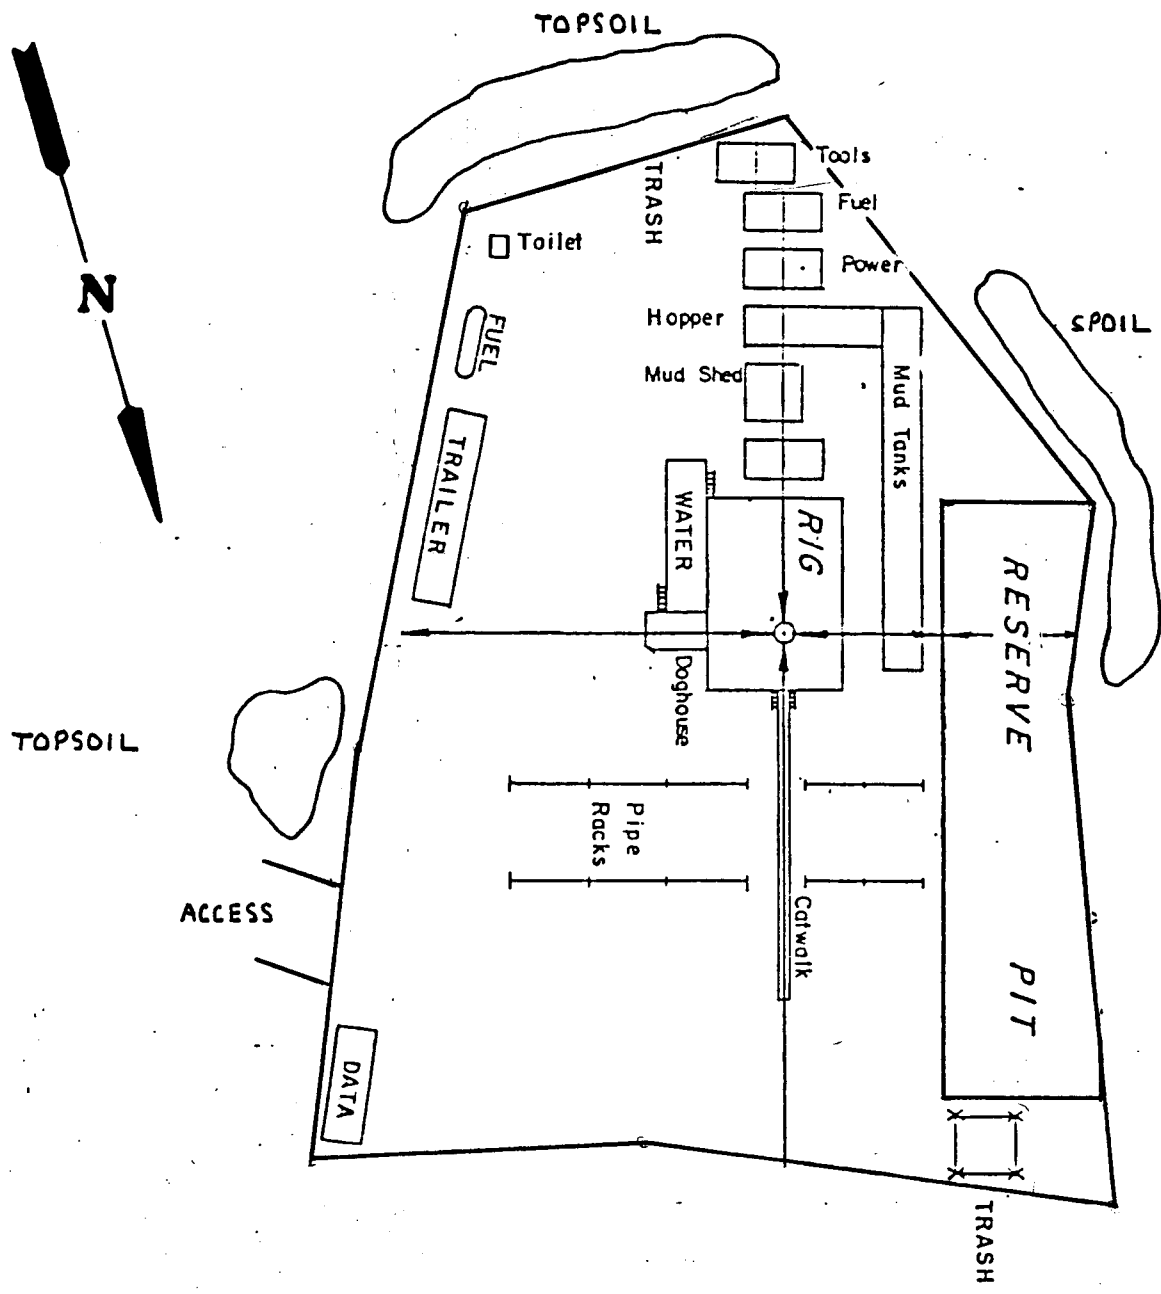 TOPSOIL
Tools
TRASH
Fuel
Toilet
Power
N
Hopper
SPOIL
FUEL
Mud Shed
Mud Tanks
TRAILER
WATER
RIG
RESERVE
PIT
Doghouse
TOPSOIL
Pipe
Racks
Catwalk
ACCESS
DATA
TRASH